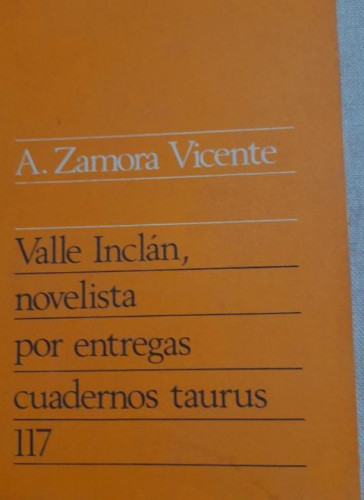 A. Zamora Vicente
Valle Inclán,
novelista
por entregas
cuadernos taurus
117